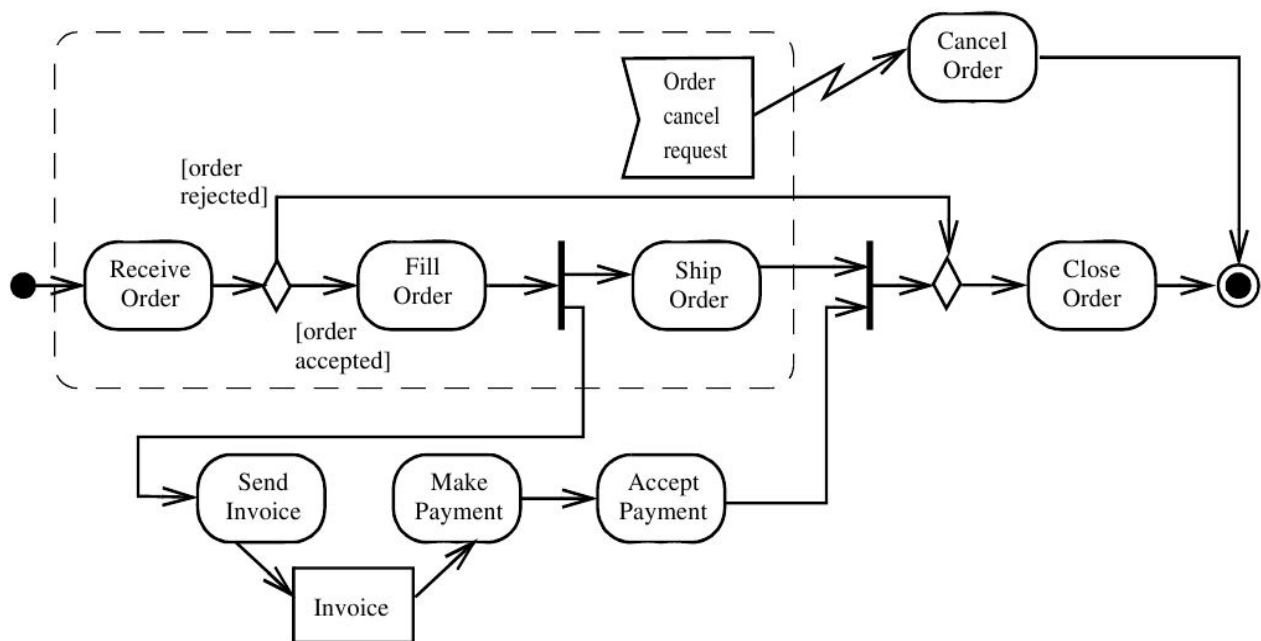 Cancel
Order
Order
cancel
request
[order
rejected]
Receive
Order
Fill
Order
Ship
Order
Close
Order
[order
accepted]
Send
Invoice
Make
Payment
Accept
Payment
Invoice